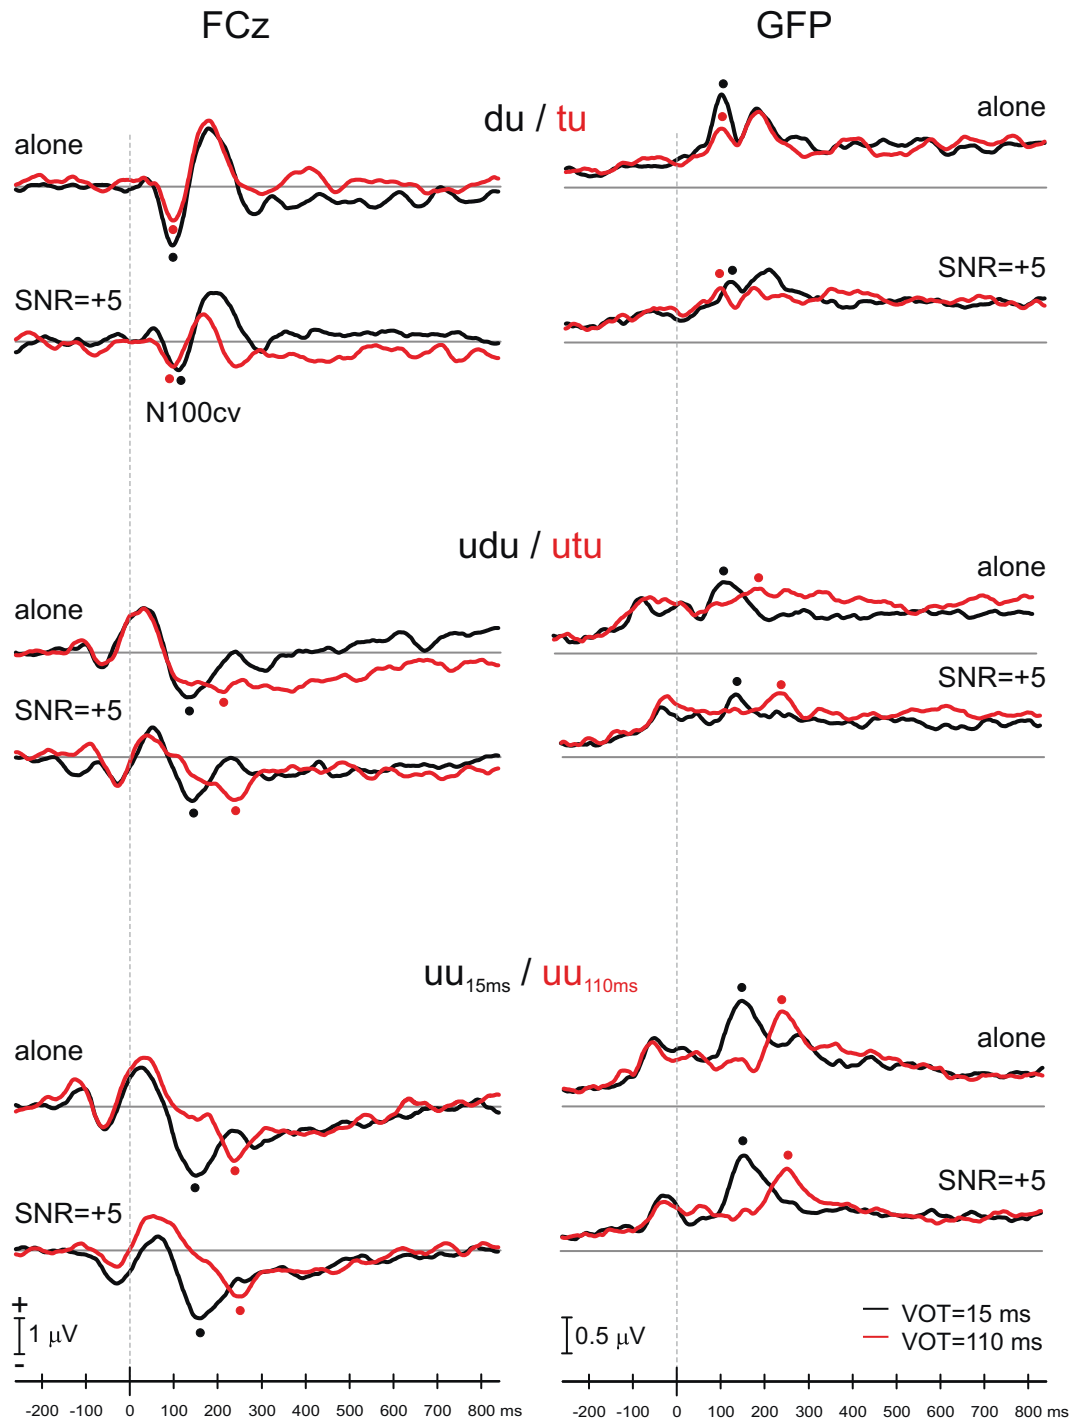 FCz GFP
du / tu
alone alone
SNR=+5 SNR=+5
N100cv
udu / utu
alone alone
SNR=+5 SNR=+5
uu15ms / uu110ms
alone alone
SNR=+5 SNR=+5
+
1 μV
-
0.5 μV
VOT=15 ms
VOT=110 ms
-200 -100 0 100 200 300 400 500 600 700 800 ms
-200 -100 0 100 200 300 400 500 600 700 800 ms